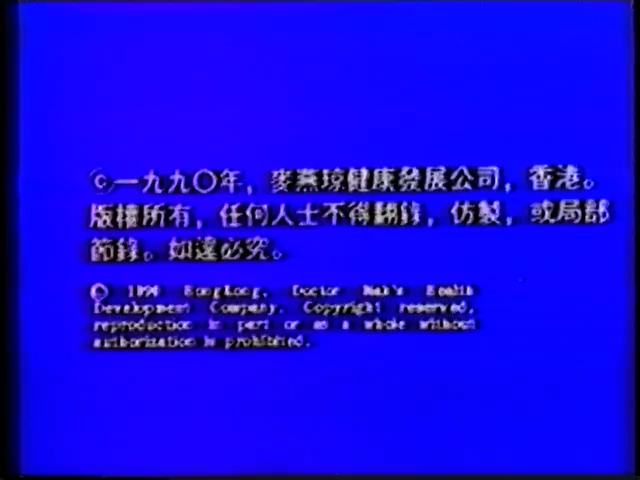 ©一九九〇年，麥燕琼健康發展公司，香港。
版權所有，任何人士不得翻錄，仿製，或局部
節錄。如違必究。
© 1990 HongKong, Doctor Mak's Health
Development Company. Copyright reserved,
reproduction in part or as a whole without
authorization is prohibited.